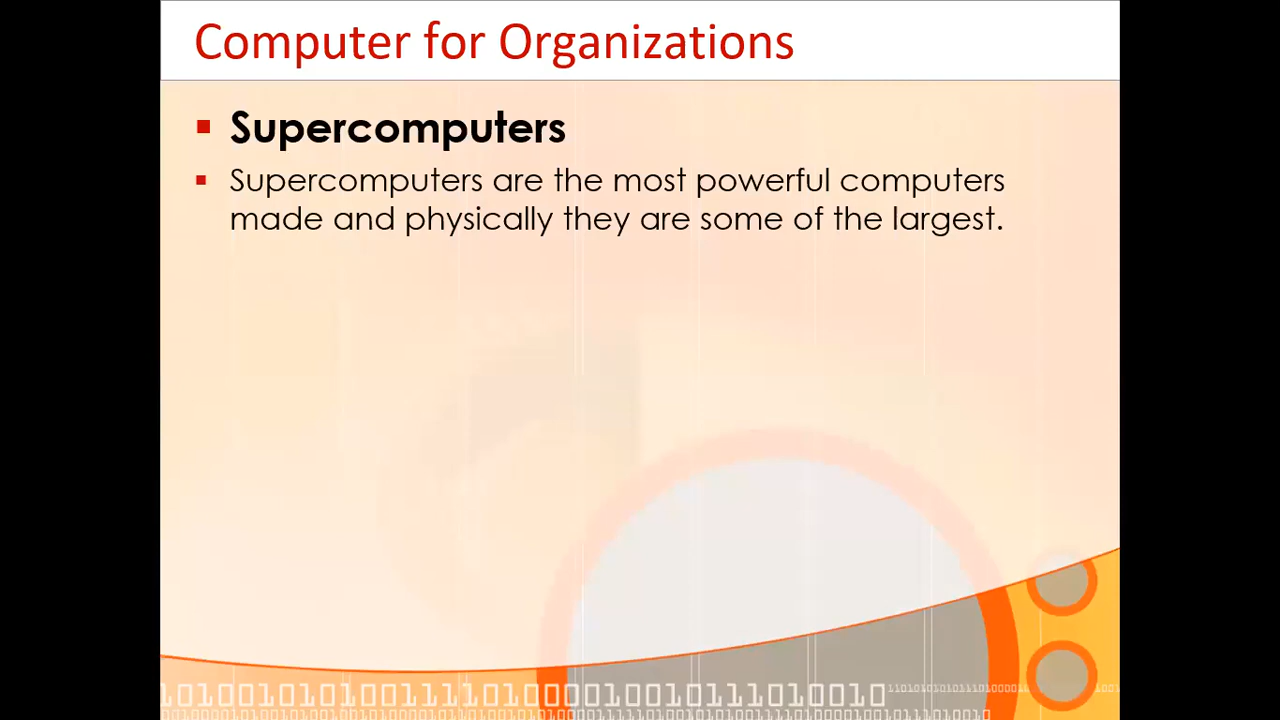 Computer for Organizations
Supercomputers
Supercomputers are the most powerful computers
made and physically they are some of the largest.